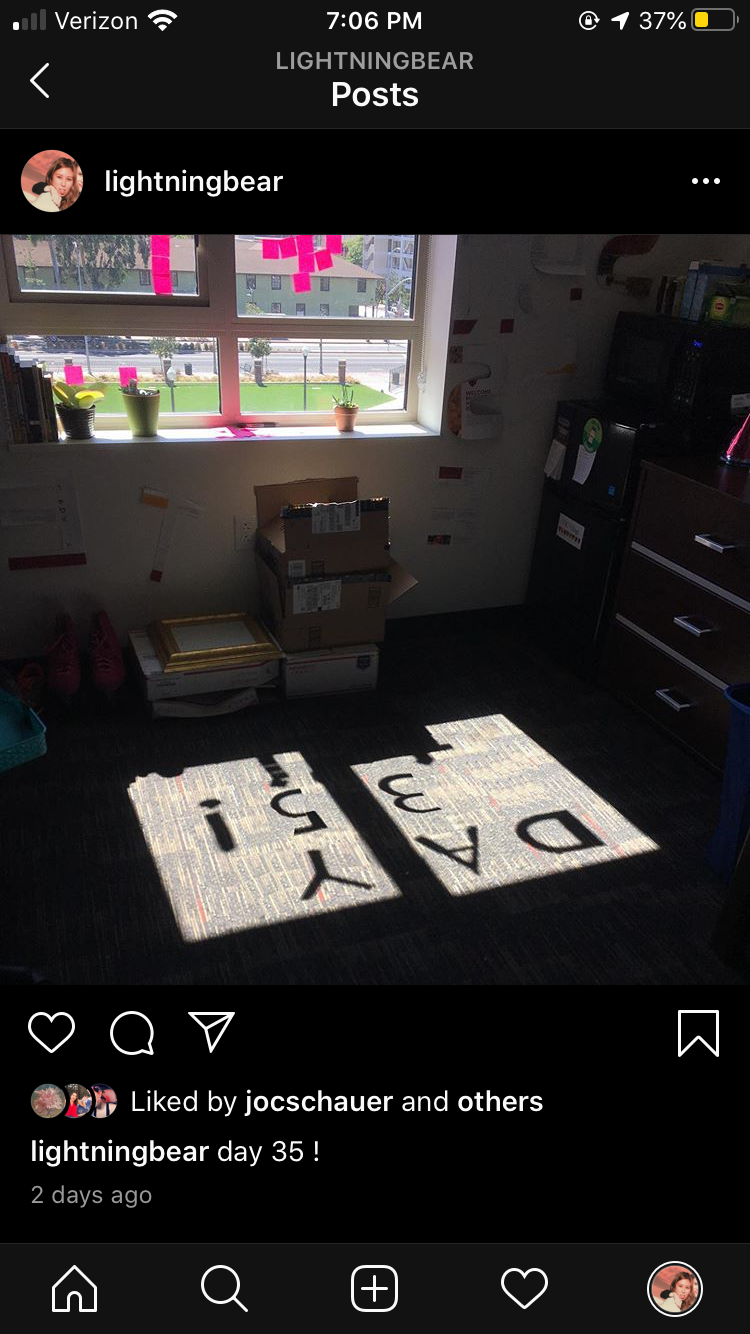 Verizon 7:06 PM 37%
LIGHTNINGBEAR
Posts
lightningbear
WELCOME
DAY
35!
Liked by jocschauer and others
lightningbear day 35 !
2 days ago